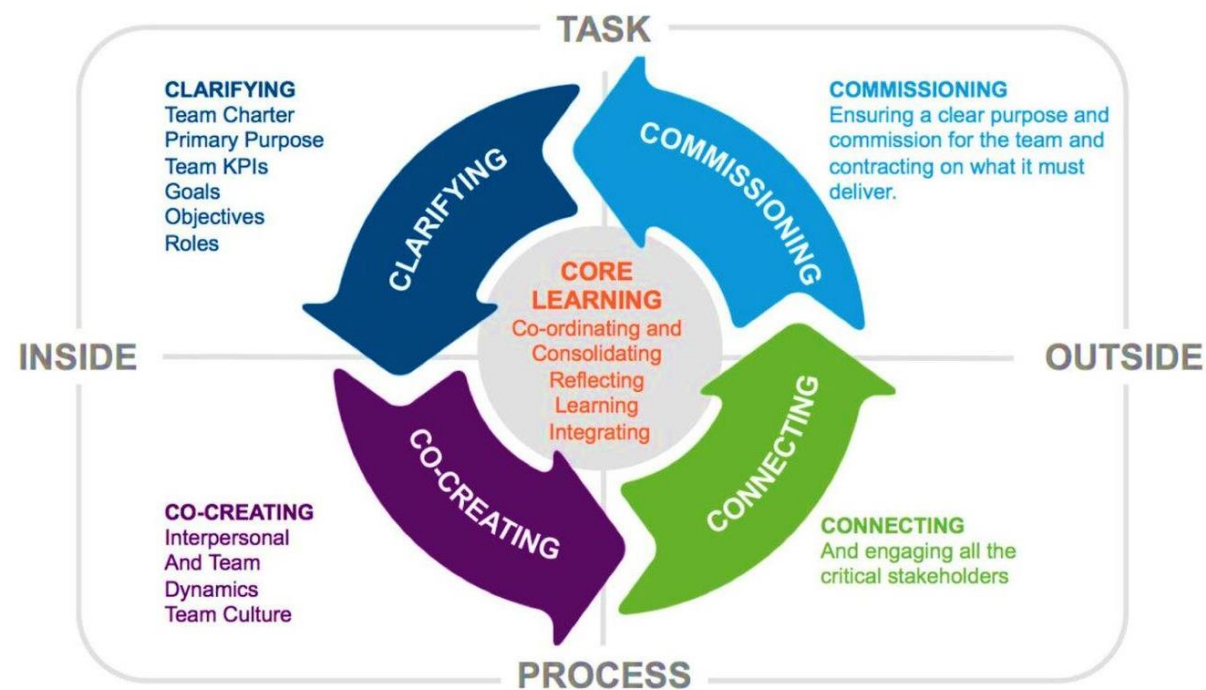 TASK
CLARIFYING
Team Charter
Primary Purpose
Team KPIs
Goals
Objectives
Roles
COMMISSIONING
Ensuring a clear purpose and
commission for the team and
contracting on what it must
deliver.
CLARIFYING
COMMISSIONING
CORE
LEARNING
Co-ordinating and
Consolidating
Reflecting
Learning
Integrating
INSIDE
OUTSIDE
CO-CREATING
CONNECTING
CO-CREATING
Interpersonal
And Team
Dynamics
Team Culture
CONNECTING
And engaging all the
critical stakeholders
PROCESS